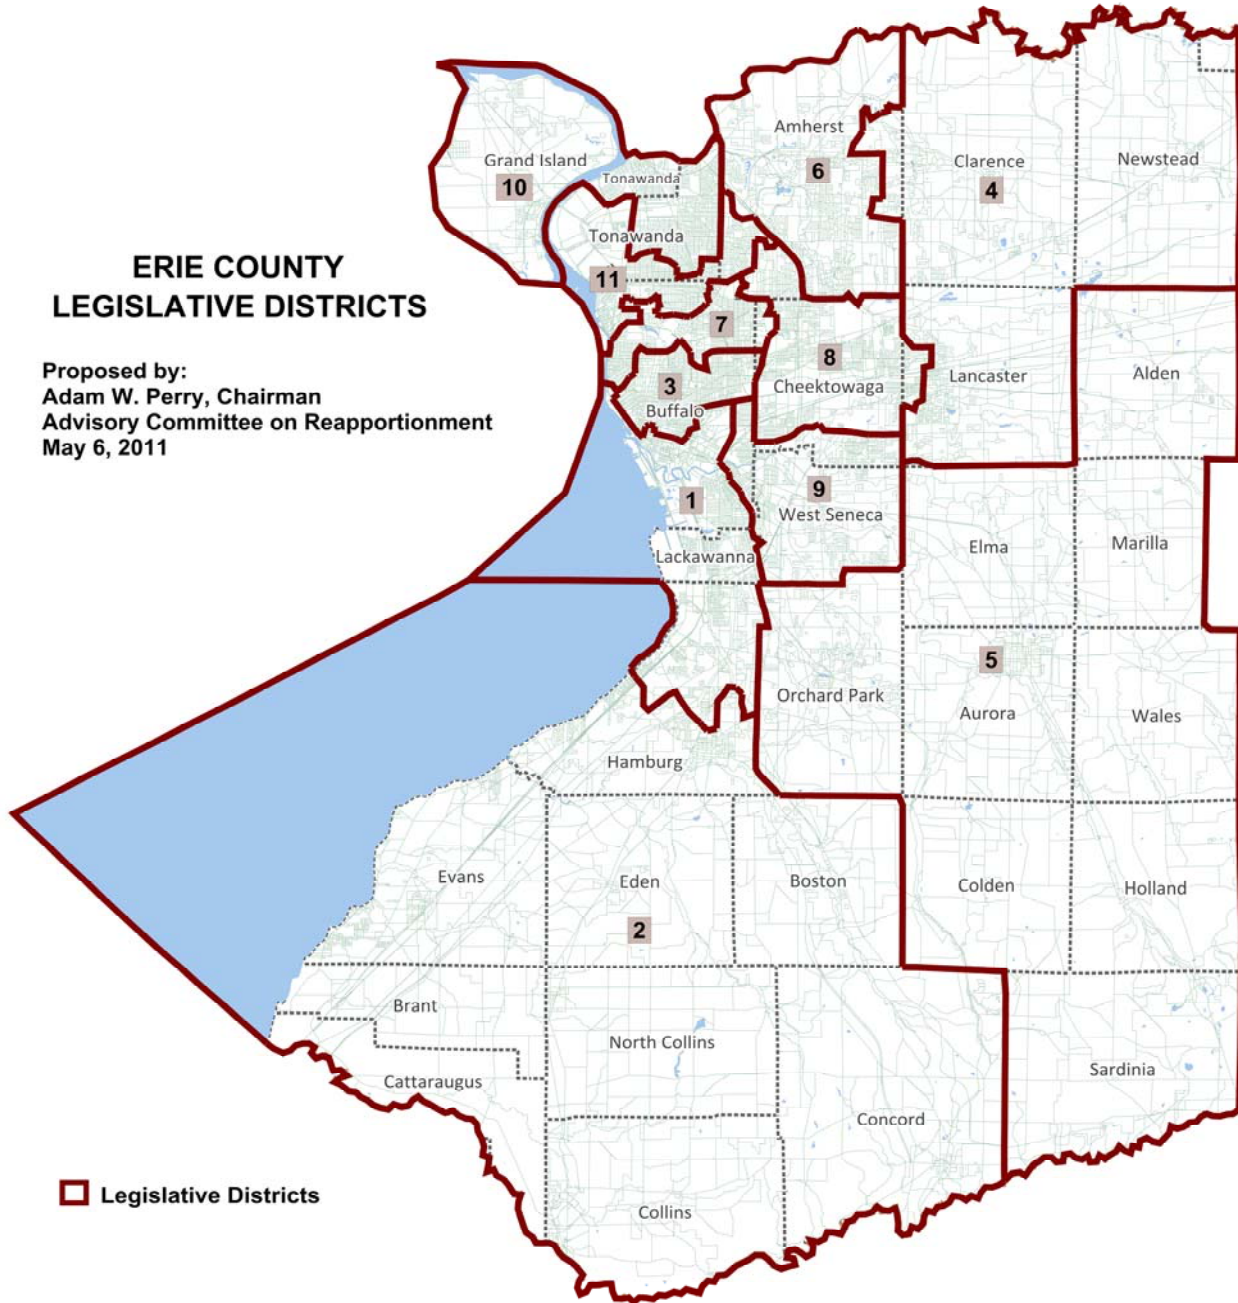 ERIE COUNTY
LEGISLATIVE DISTRICTS
Proposed by:
Adam W. Perry, Chairman
Advisory Committee on Reapportionment
May 6, 2011
Amherst
6
Clarence
4
Newstead
Grand Island
10
Tonawanda
Tonawanda
11
7
8
Cheektowaga
Lancaster
Alden
3
Buffalo
1
9
West Seneca
Lackawanna
Elma
Marilla
5
Orchard Park
Aurora
Wales
Hamburg
Evans
Eden
2
Boston
Colden
Holland
Brant
North Collins
Cattaraugus
Sardinia
Concord
Collins
Legislative Districts